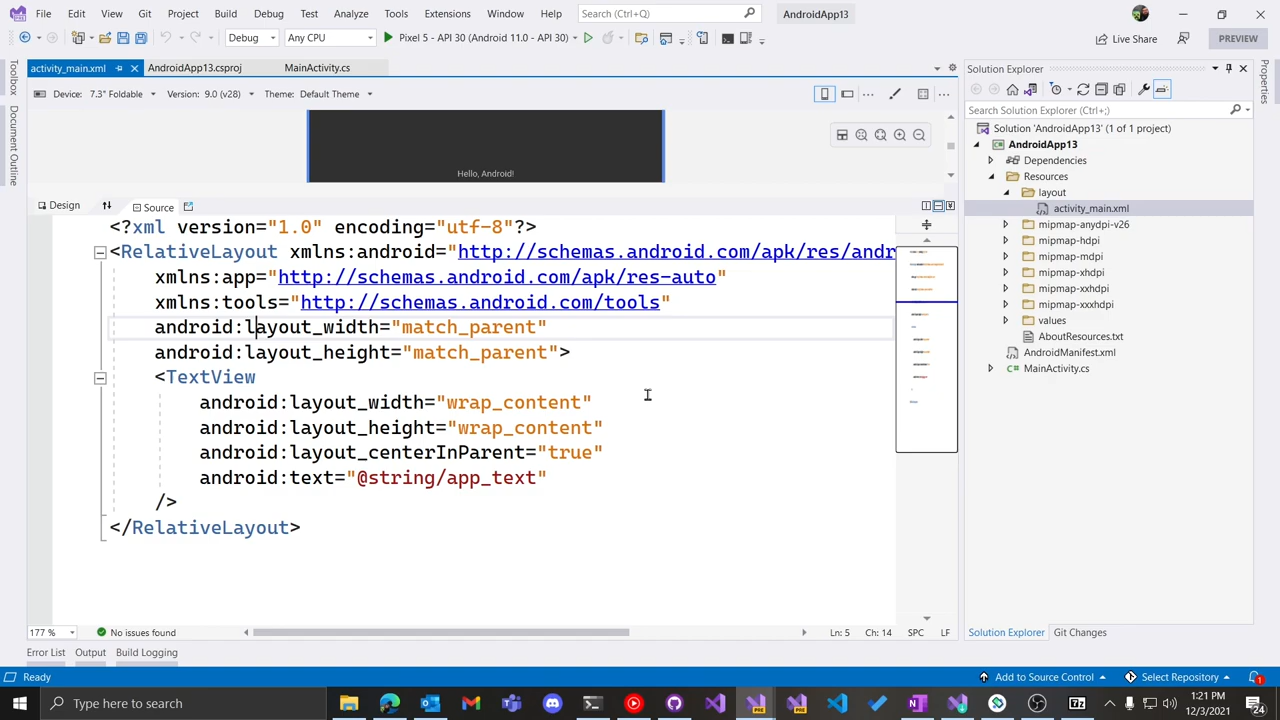 File Edit View Git Project Build Debug Test Analyze Tools Extensions Window Help Search (Ctrl+;) AndroidApp13
Debug Any CPU Pixel 5 - API 30 (Android 11.0 - API 30) Live Share PREVIEW
activity_main.xml AndroidApp13.csproj MainActivity.cs
Device: 7.3" Foldable Version: 9.0 (v28) Theme: Default Theme
Hello, Android!
Design Source
<?xml version="1.0" encoding="utf-8"?>
<RelativeLayout xmlns:android="http://schemas.android.com/apk/res/andr
xmlns:app="http://schemas.android.com/apk/res-auto"
xmlns:tools="http://schemas.android.com/tools"
android:layout_width="match_parent"
android:layout_height="match_parent">
<TextView
android:layout_width="wrap_content"
android:layout_height="wrap_content"
android:layout_centerInParent="true"
android:text="@string/app_text"
/>
</RelativeLayout>
177 % No issues found Ln: 5 Ch: 14 SPC LF
Error List Output Build Logging
Toolbox
Document Outline
Solution Explorer
Search Solution Explorer (Ctrl+;)
Solution 'AndroidApp13' (1 of 1 project)
AndroidApp13
Dependencies
Resources
layout
activity_main.xml
mipmap-anydpi-v26
mipmap-hdpi
mipmap-mdpi
mipmap-xhdpi
mipmap-xxhdpi
mipmap-xxxhdpi
values
AboutResources.txt
AndroidManifest.xml
MainActivity.cs
Solution Explorer Git Changes
Properties
Ready Add to Source Control Select Repository 1
Type here to search
1:21 PM
12/3/2021
24